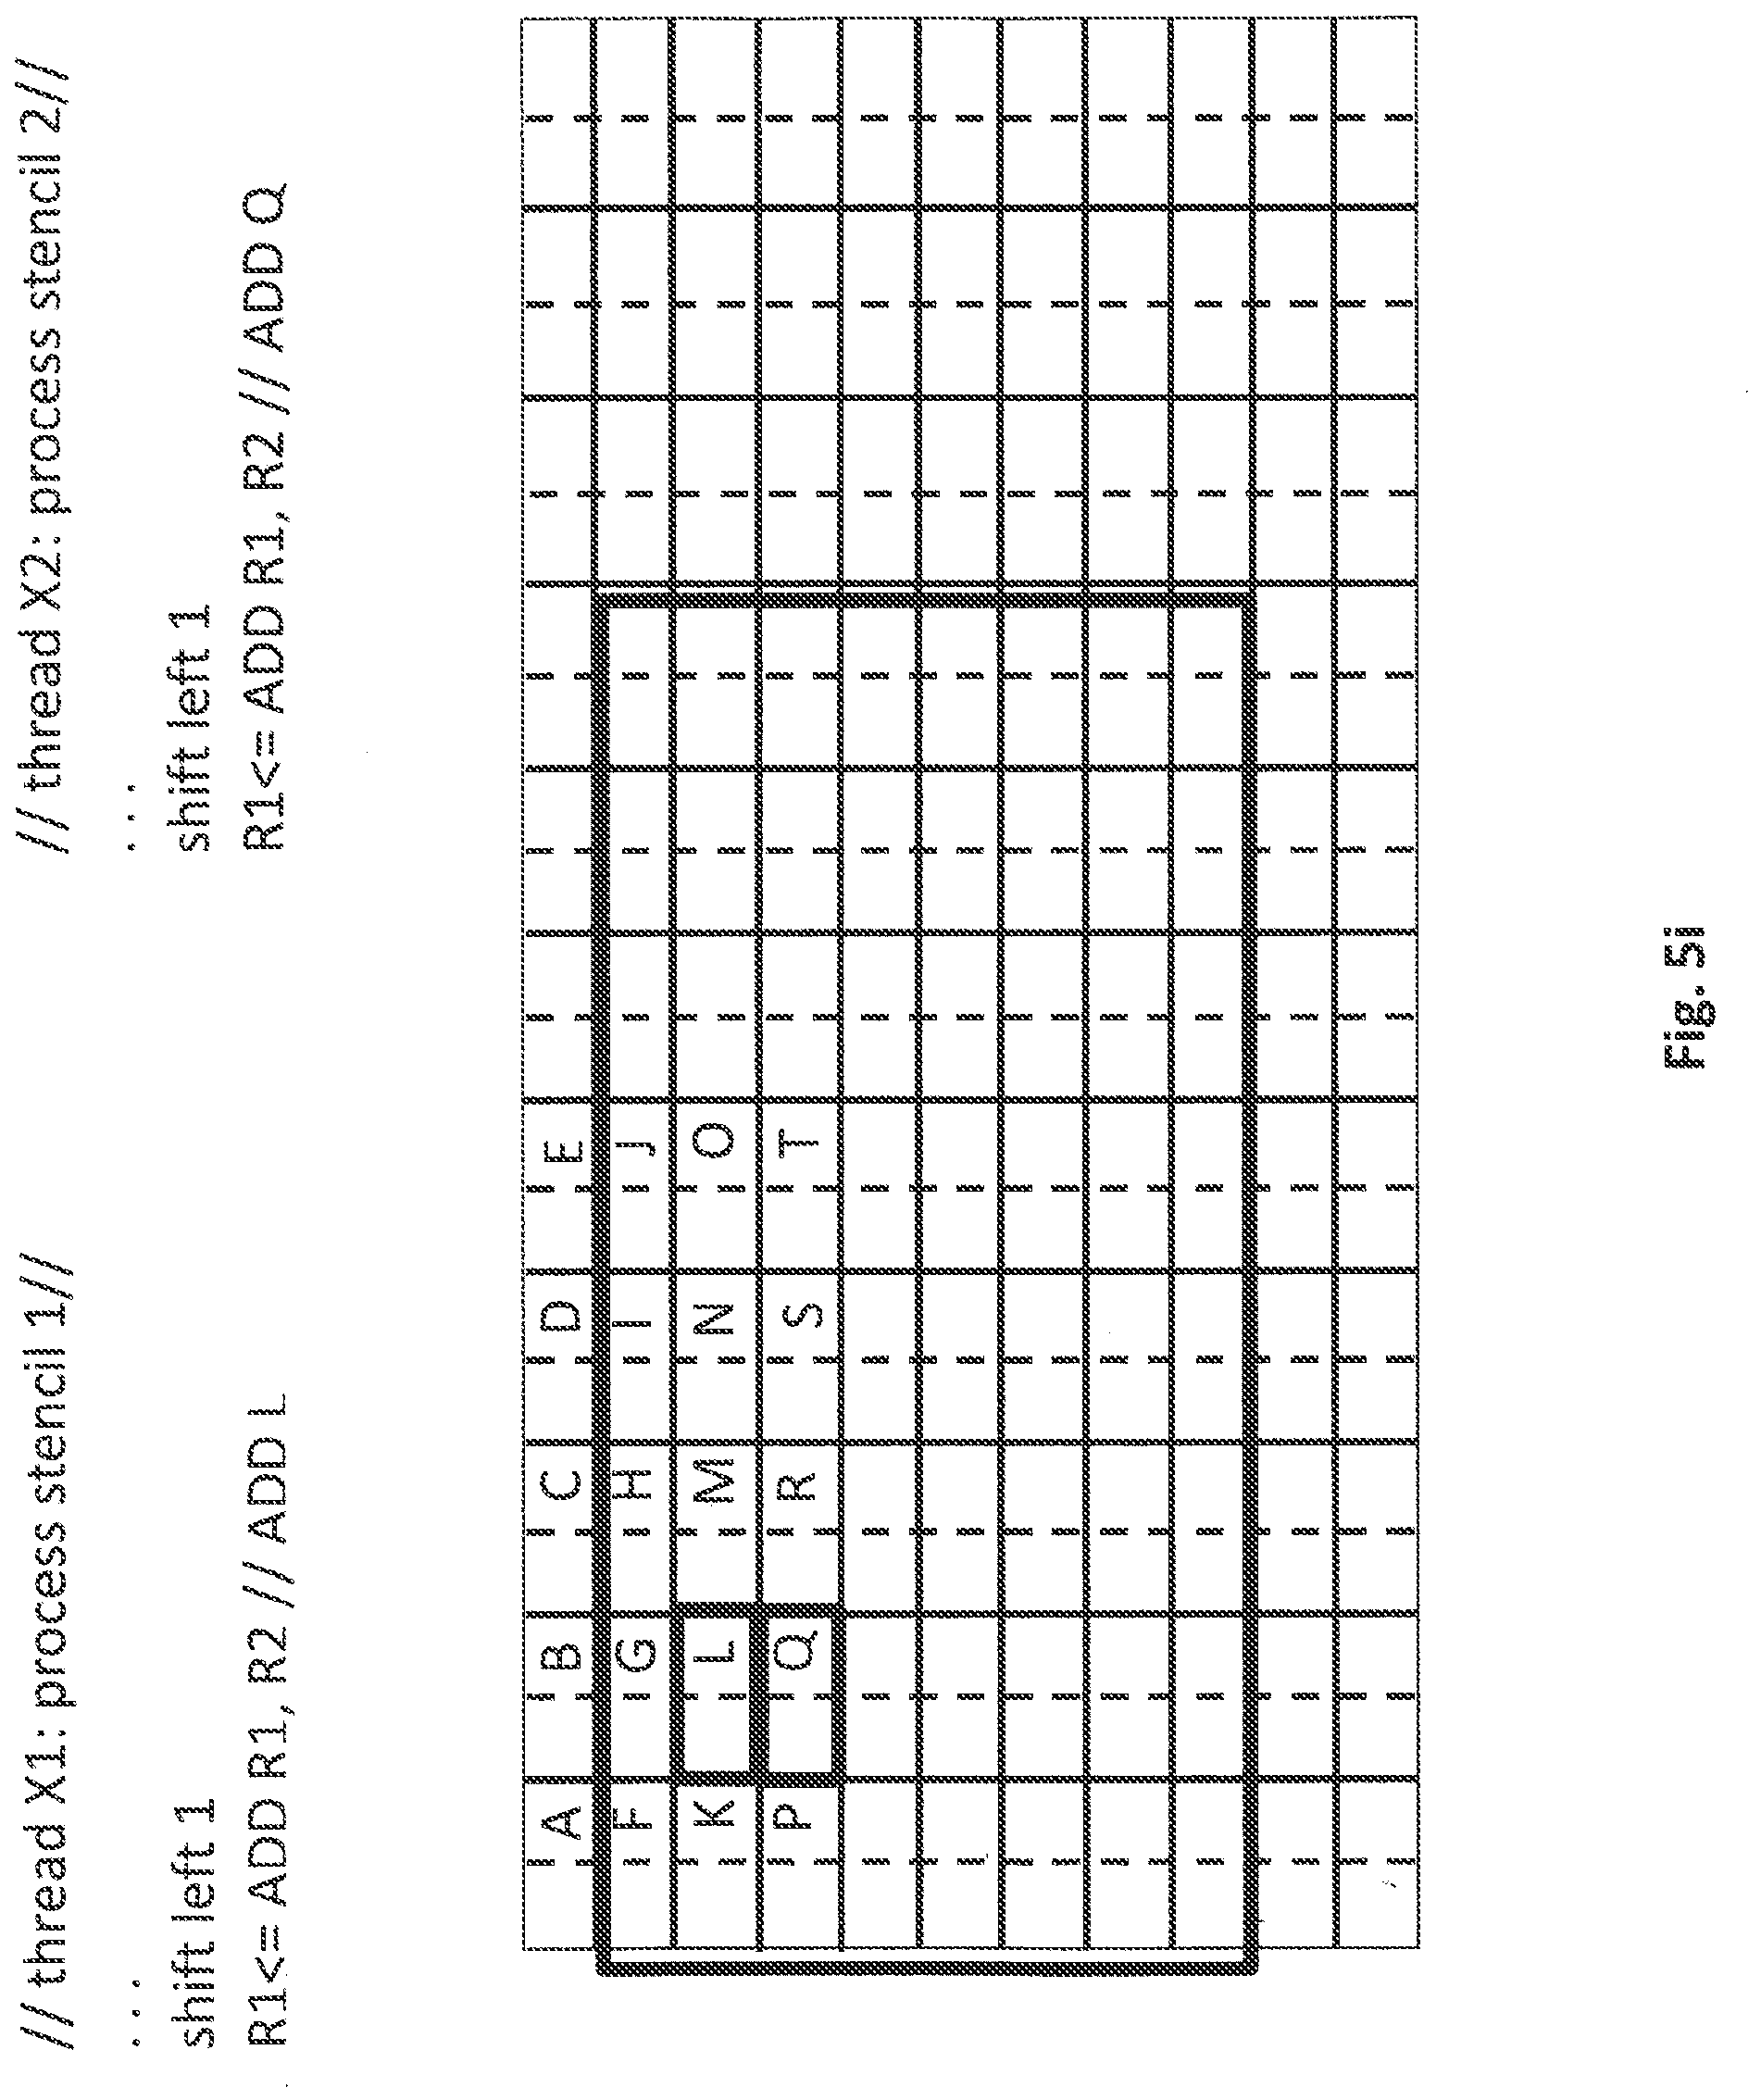 // thread X1: process stencil 1//
. . .
shift left 1
R1<= ADD R1, R2 // ADD L
// thread X2: process stencil 2//
. . .
shift left 1
R1<= ADD R1, R2 // ADD Q
A B C D E
F G H I J
K L M N O
P Q R S T
Fig. 5i